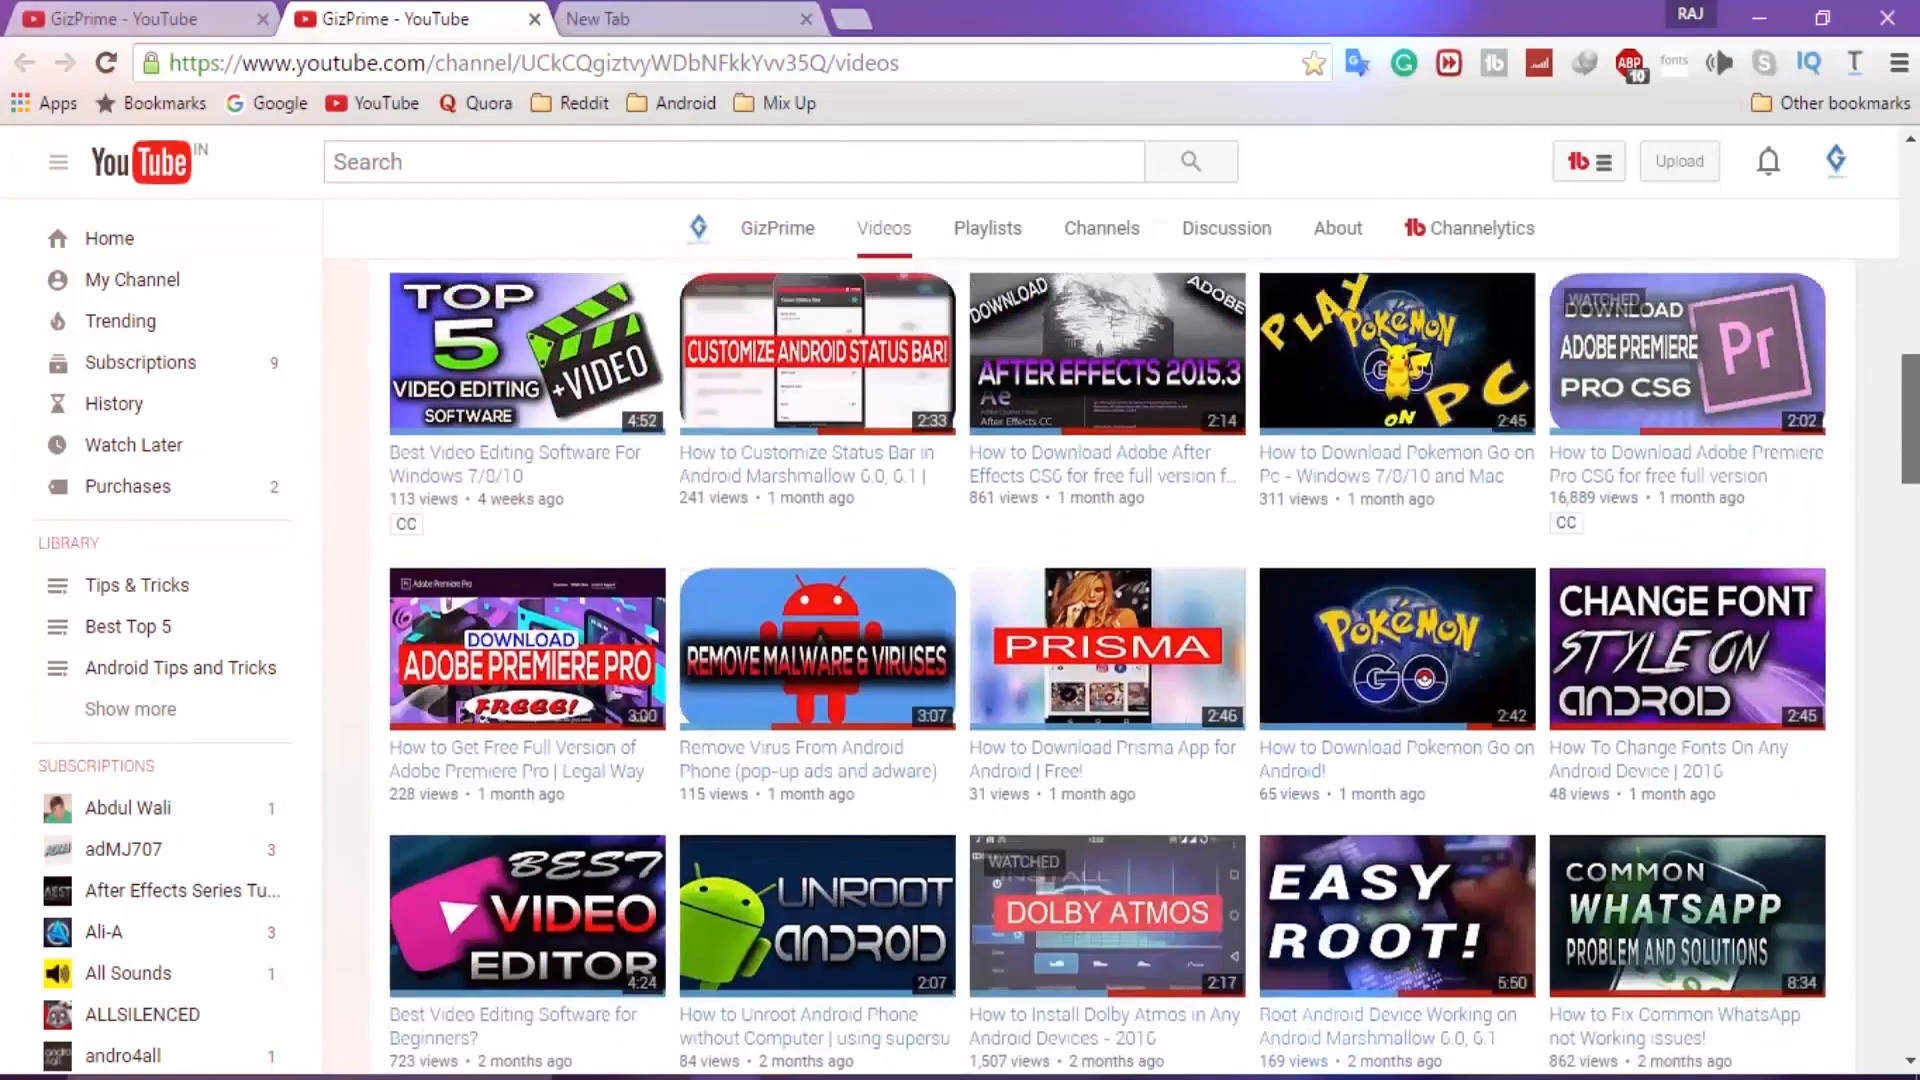 GizPrime - YouTube
GizPrime - YouTube
New Tab
RAJ
https://www.youtube.com/channel/UCkCQgiztvyWDbNFkkYvv35Q/videos
ABP
10
fonts
IQ
T
Apps
Bookmarks
Google
YouTube
Quora
Reddit
Android
Mix Up
Other bookmarks
YouTube IN
Search
Upload
GizPrime
Videos
Playlists
Channels
Discussion
About
Channelytics
Home
My Channel
Trending
Subscriptions 9
History
Watch Later
Purchases 2
LIBRARY
Tips & Tricks
Best Top 5
Android Tips and Tricks
Show more
SUBSCRIPTIONS
Abdul Wali 1
adMJ707 3
After Effects Series Tu...
Ali-A 3
All Sounds 1
ALLSILENCED
andro4all 1
TOP
5
VIDEO EDITING
SOFTWARE
+VIDEO
4:52
Best Video Editing Software For
Windows 7/8/10
113 views • 4 weeks ago
CC
CUSTOMIZE ANDROID STATUS BAR!
2:33
How to Customize Status Bar in
Android Marshmallow 6.0, 6.1 |
241 views • 1 month ago
DOWNLOAD
ADOBE
AFTER EFFECTS 2015.3
Ae
After Effects CC
2:14
How to Download Adobe After
Effects CS6 for free full version f...
861 views • 1 month ago
PLAY
POKéMON
GO
ON
PC
2:45
How to Download Pokemon Go on
Pc - Windows 7/8/10 and Mac
311 views • 1 month ago
WATCHED
DOWNLOAD
ADOBE PREMIERE
PRO CS6
Pr
2:02
How to Download Adobe Premiere
Pro CS6 for free full version
16,889 views • 1 month ago
CC
Adobe Premiere Pro
DOWNLOAD
ADOBE PREMIERE PRO
FREEE!
3:00
How to Get Free Full Version of
Adobe Premiere Pro | Legal Way
228 views • 1 month ago
REMOVE MALWARE & VIRUSES
3:07
Remove Virus From Android
Phone (pop-up ads and adware)
115 views • 1 month ago
PRISMA
2:46
How to Download Prisma App for
Android | Free!
31 views • 1 month ago
POKéMON
GO
2:42
How to Download Pokemon Go on
Android!
65 views • 1 month ago
CHANGE FONT
STYLE ON
ANDROID
2:45
How To Change Fonts On Any
Android Device | 2016
48 views • 1 month ago
BEST
VIDEO
EDITOR
4:24
Best Video Editing Software for
Beginners?
723 views • 2 months ago
UNROOT
ANDROID
2:07
How to Unroot Android Phone
without Computer | using supersu
84 views • 2 months ago
WATCHED
INSTALL
DOLBY ATMOS
2:17
How to Install Dolby Atmos in Any
Android Devices - 2016
1,507 views • 2 months ago
EASY
ROOT!
5:50
Root Android Device Working on
Android Marshmallow 6.0, 6.1
169 views • 2 months ago
COMMON
WHATSAPP
PROBLEM AND SOLUTIONS
8:34
How to Fix Common WhatsApp
not Working issues!
862 views • 2 months ago